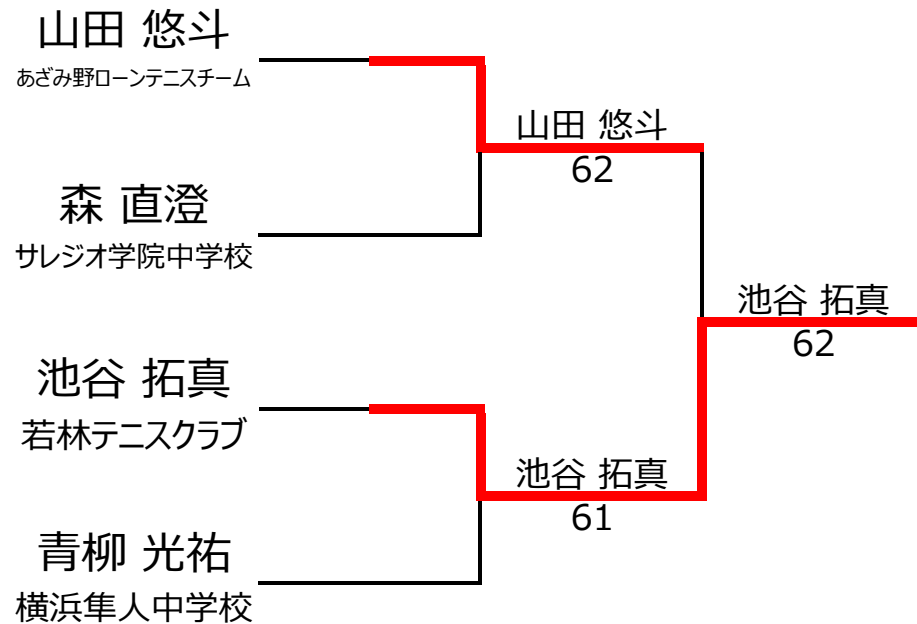 山田 悠斗
あざみ野ローンテニスチーム
森 直澄
サレジオ学院中学校
池谷 拓真
若林テニスクラブ
青柳 光祐
横浜隼人中学校
山田 悠斗
62
池谷 拓真
61
池谷 拓真
62